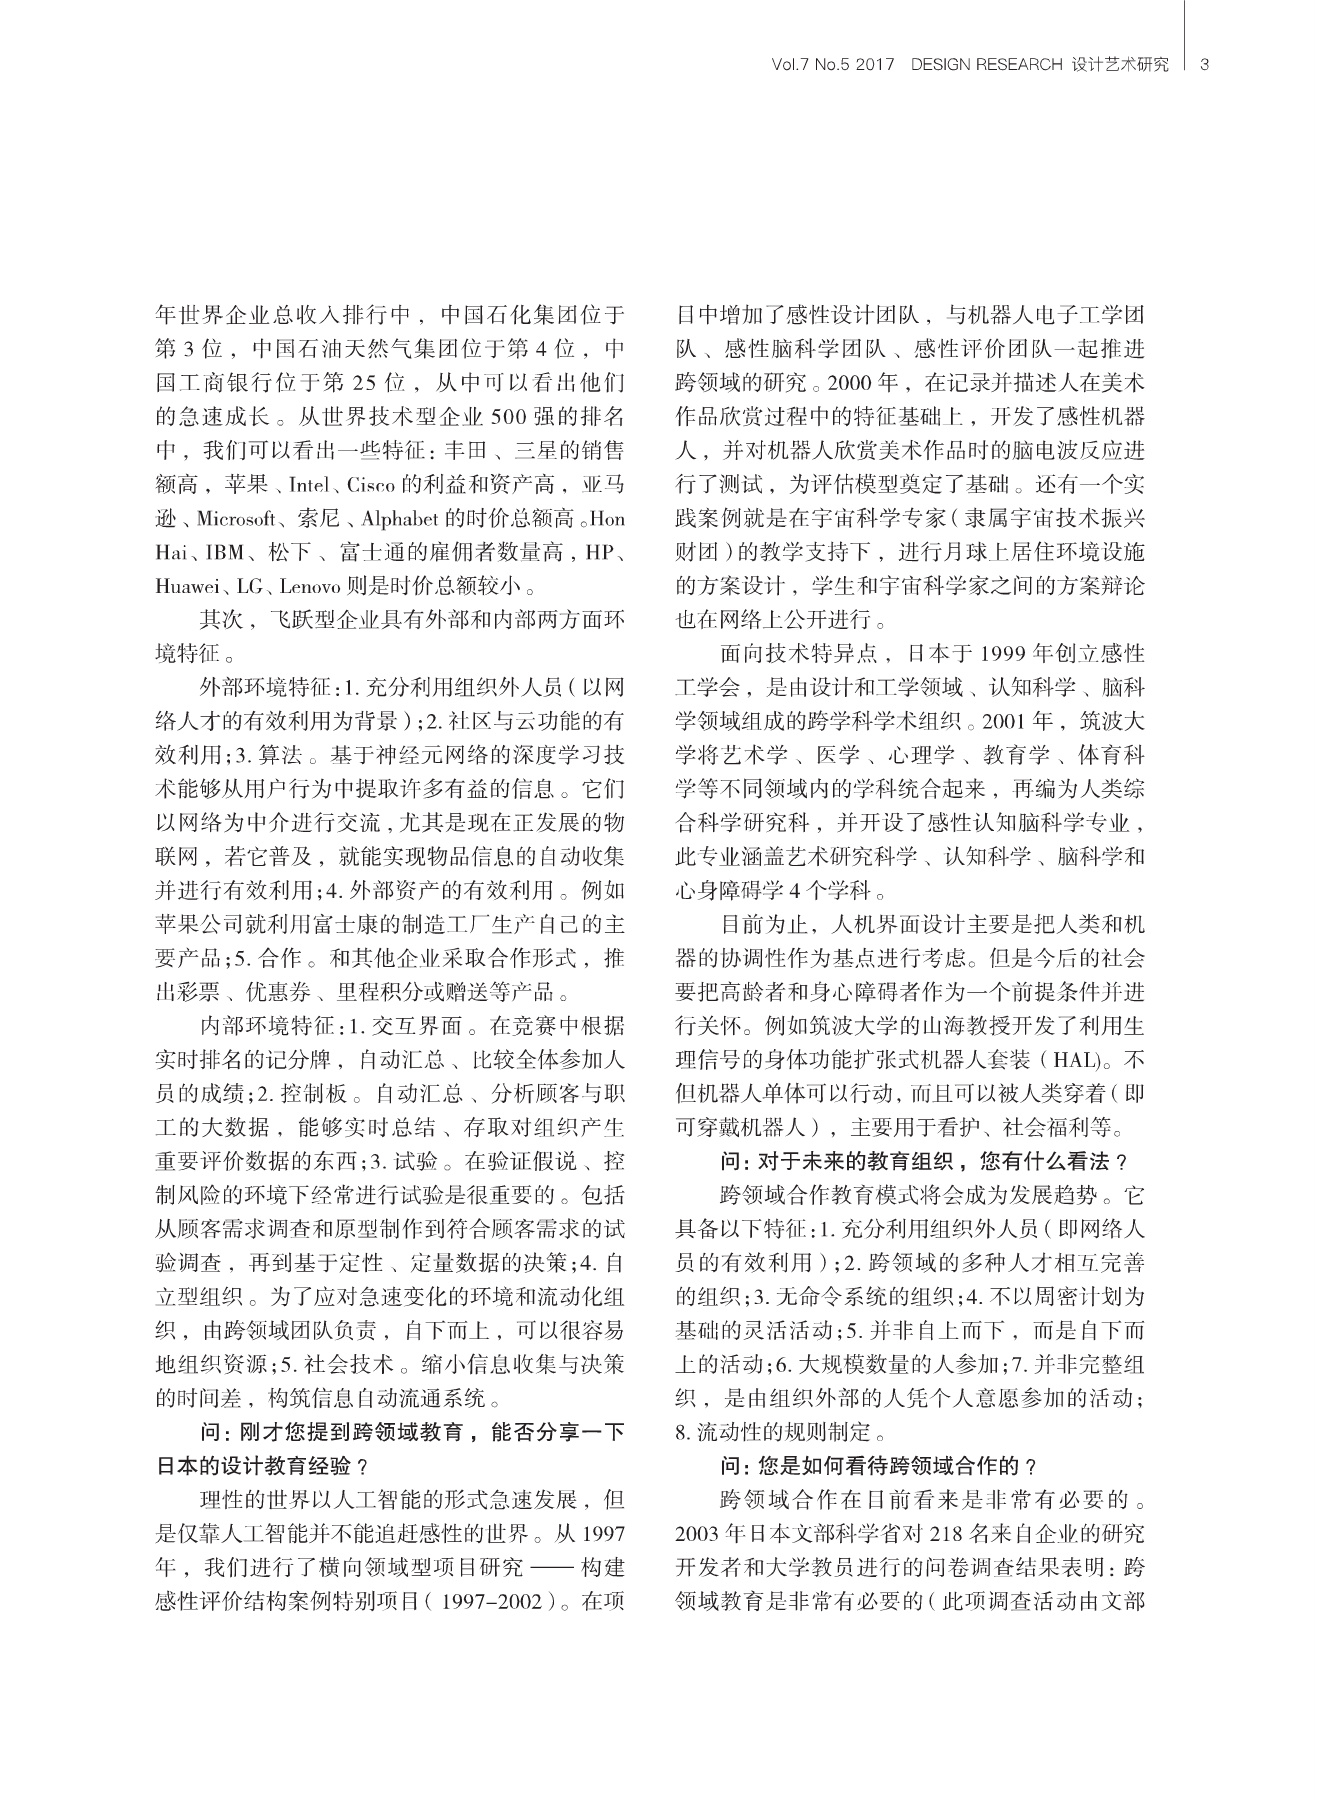 Vol.7 No.5 2017 DESIGN RESEARCH 设计艺术研究 3
年世界企业总收入排行中，中国石化集团位于
第 3 位，中国石油天然气集团位于第 4 位，中
国工商银行位于第 25 位，从中可以看出他们
的急速成长。从世界技术型企业 500 强的排名
中，我们可以看出一些特征：丰田、三星的销售
额高，苹果、Intel、Cisco 的利益和资产高，亚马
逊、Microsoft、索尼、Alphabet 的时价总额高。Hon
Hai、IBM、松下、富士通的雇佣者数量高，HP、
Huawei、LG、Lenovo 则是时价总额较小。
其次，飞跃型企业具有外部和内部两方面环
境特征。
外部环境特征：1. 充分利用组织外人员（以网
络人才的有效利用为背景）；2. 社区与云功能的有
效利用；3. 算法。基于神经元网络的深度学习技
术能够从用户行为中提取许多有益的信息。它们
以网络为中介进行交流，尤其是现在正发展的物
联网，若它普及，就能实现物品信息的自动收集
并进行有效利用；4. 外部资产的有效利用。例如
苹果公司就利用富士康的制造工厂生产自己的主
要产品；5. 合作。和其他企业采取合作形式，推
出彩票、优惠券、里程积分或赠送等产品。
内部环境特征：1. 交互界面。在竞赛中根据
实时排名的记分牌，自动汇总、比较全体参加人
员的成绩；2. 控制板。自动汇总、分析顾客与职
工的大数据，能够实时总结、存取对组织产生
重要评价数据的东西；3. 试验。在验证假说、控
制风险的环境下经常进行试验是很重要的。包括
从顾客需求调查和原型制作到符合顾客需求的试
验调查，再到基于定性、定量数据的决策；4. 自
立型组织。为了应对急速变化的环境和流动化组
织，由跨领域团队负责，自下而上，可以很容易
地组织资源；5. 社会技术。缩小信息收集与决策
的时间差，构筑信息自动流通系统。
问：刚才您提到跨领域教育，能否分享一下
日本的设计教育经验？
理性的世界以人工智能的形式急速发展，但
是仅靠人工智能并不能追赶感性的世界。从 1997
年，我们进行了横向领域型项目研究 —— 构建
感性评价结构案例特别项目（1997-2002）。在项
目中增加了感性设计团队，与机器人电子工学团
队、感性脑科学团队、感性评价团队一起推进
跨领域的研究。2000 年，在记录并描述人在美术
作品欣赏过程中的特征基础上，开发了感性机器
人，并对机器人欣赏美术作品时的脑电波反应进
行了测试，为评估模型奠定了基础。还有一个实
践案例就是在宇宙科学专家（隶属宇宙技术振兴
财团）的教学支持下，进行月球上居住环境设施
的方案设计，学生和宇宙科学家之间的方案辩论
也在网络上公开进行。
面向技术特异点，日本于 1999 年创立感性
工学会，是由设计和工学领域、认知科学、脑科
学领域组成的跨学科学术组织。2001 年，筑波大
学将艺术学、医学、心理学、教育学、体育科
学等不同领域内的学科统合起来，再编为人类综
合科学研究科，并开设了感性认知脑科学专业，
此专业涵盖艺术研究科学、认知科学、脑科学和
心身障碍学 4 个学科。
目前为止，人机界面设计主要是把人类和机
器的协调性作为基点进行考虑。但是今后的社会
要把高龄者和身心障碍者作为一个前提条件并进
行关怀。例如筑波大学的山海教授开发了利用生
理信号的身体功能扩张式机器人套装（HAL)。不
但机器人单体可以行动，而且可以被人类穿着（即
可穿戴机器人），主要用于看护、社会福利等。
问：对于未来的教育组织，您有什么看法？
跨领域合作教育模式将会成为发展趋势。它
具备以下特征：1. 充分利用组织外人员（即网络人
员的有效利用）；2. 跨领域的多种人才相互完善
的组织；3. 无命令系统的组织；4. 不以周密计划为
基础的灵活活动；5. 并非自上而下，而是自下而
上的活动；6. 大规模数量的人参加；7. 并非完整组
织，是由组织外部的人凭个人意愿参加的活动；
8. 流动性的规则制定。
问：您是如何看待跨领域合作的？
跨领域合作在目前看来是非常有必要的。
2003 年日本文部科学省对 218 名来自企业的研究
开发者和大学教员进行的问卷调查结果表明：跨
领域教育是非常有必要的（此项调查活动由文部